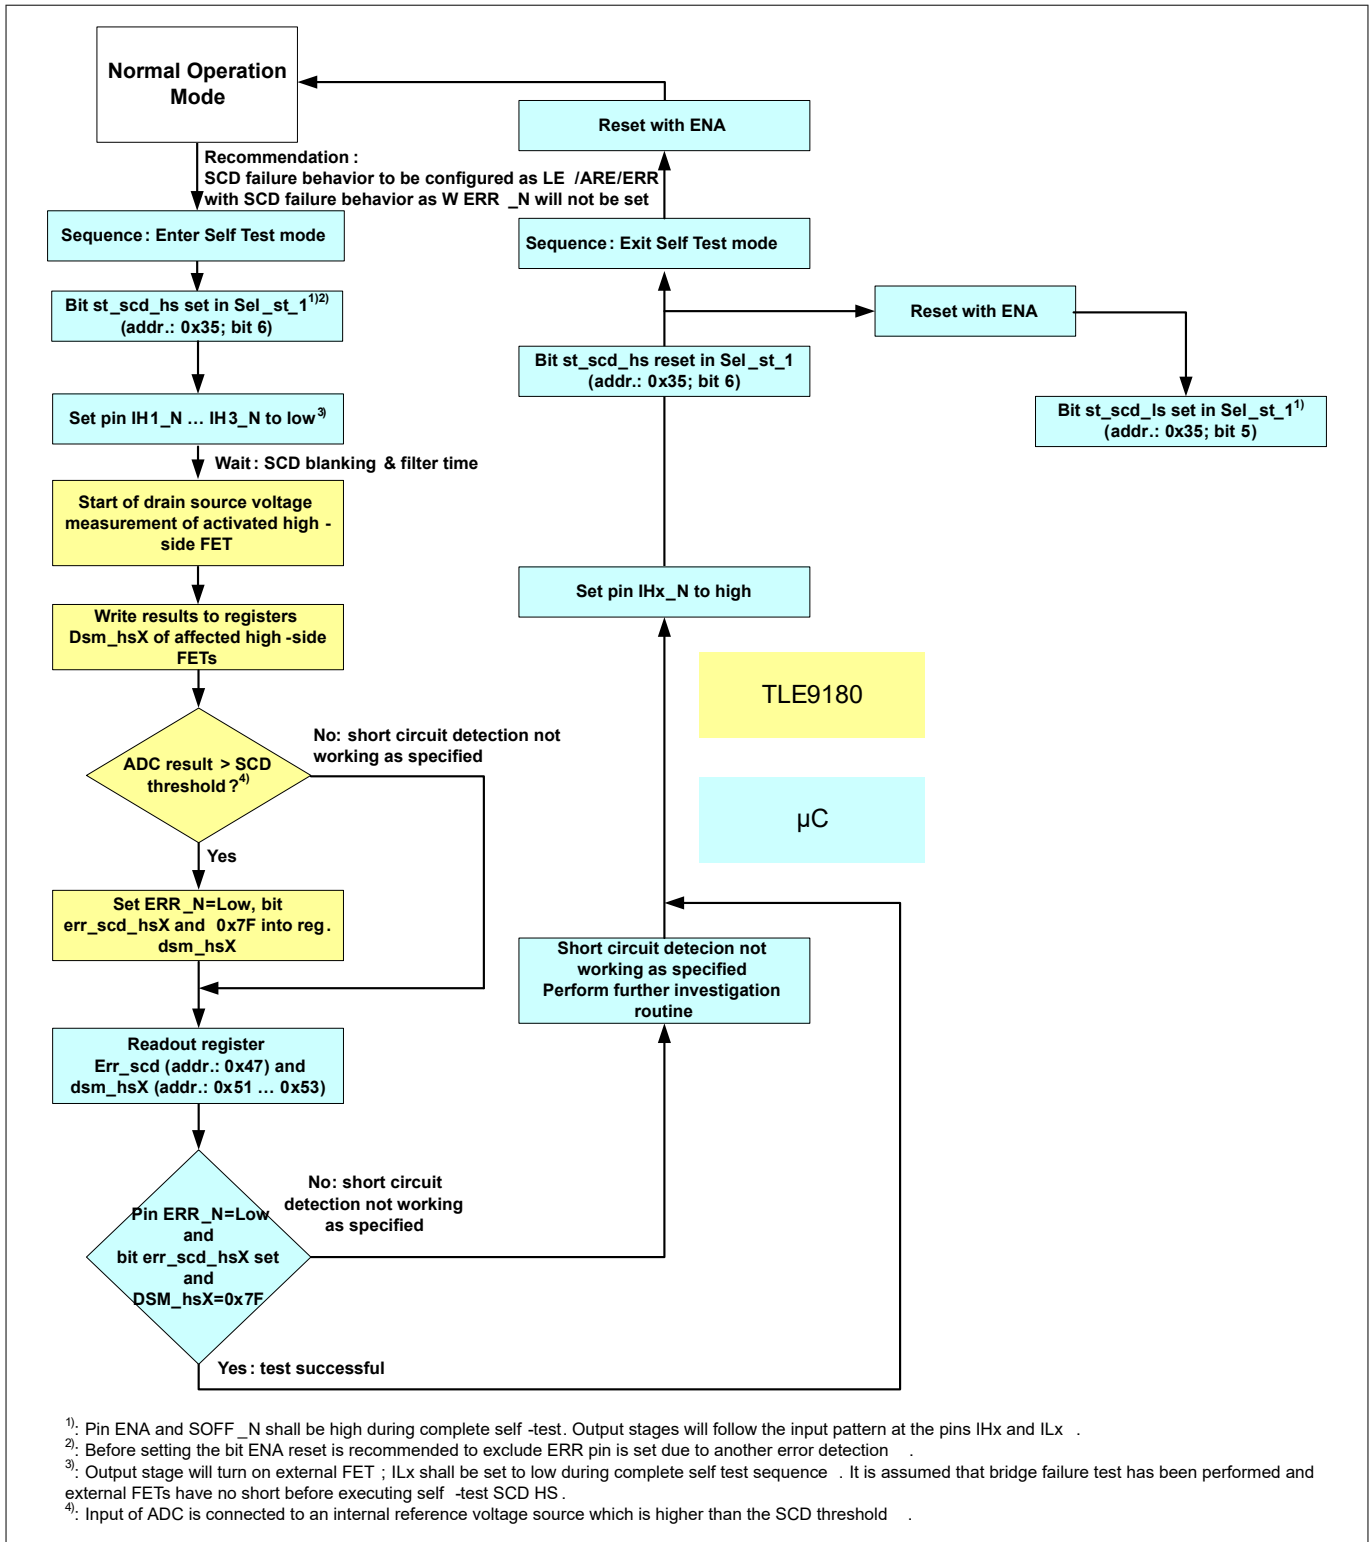 Normal Operation
Mode
Recommendation :
SCD failure behavior to be configured as LE /ARE/ERR
with SCD failure behavior as W ERR _N will not be set
Sequence : Enter Self Test mode
Bit st_scd_hs set in Sel_st_1 1)2)
(addr.: 0x35; bit 6)
Set pin IH1_N … IH3_N to low 3)
Wait : SCD blanking & filter time
Start of drain source voltage
measurement of activated high -
side FET
Write results to registers
Dsm_hsX of affected high -side
FETs
ADC result > SCD
threshold ? 4)
No: short circuit detection not
working as specified
Yes
Set ERR _N=Low, bit
err_scd_hsX and 0x7F into reg.
dsm_hsX
Readout register
Err_scd (addr.: 0x47) and
dsm_hsX (addr.: 0x51 … 0x53)
Pin ERR _N=Low
and
bit err_scd_hsX set
and
DSM_hsX=0x7F
No: short circuit
detection not working
as specified
Yes : test successful
Reset with ENA
Sequence : Exit Self Test mode
Bit st_scd_hs reset in Sel_st_1
(addr.: 0x35; bit 6)
Set pin IHx_N to high
Short circuit detecion not
working as specified
Perform further investigation
routine
Reset with ENA
Bit st_scd_ls set in Sel_st_1 1)
(addr.: 0x35; bit 5)
TLE9180
µC
1): Pin ENA and SOFF _N shall be high during complete self -test. Output stages will follow the input pattern at the pins IHx and ILx .
2): Before setting the bit ENA reset is recommended to exclude ERR pin is set due to another error detection .
3): Output stage will turn on external FET ; ILx shall be set to low during complete self test sequence . It is assumed that bridge failure test has been performed and
external FETs have no short before executing self -test SCD HS .
4): Input of ADC is connected to an internal reference voltage source which is higher than the SCD threshold .